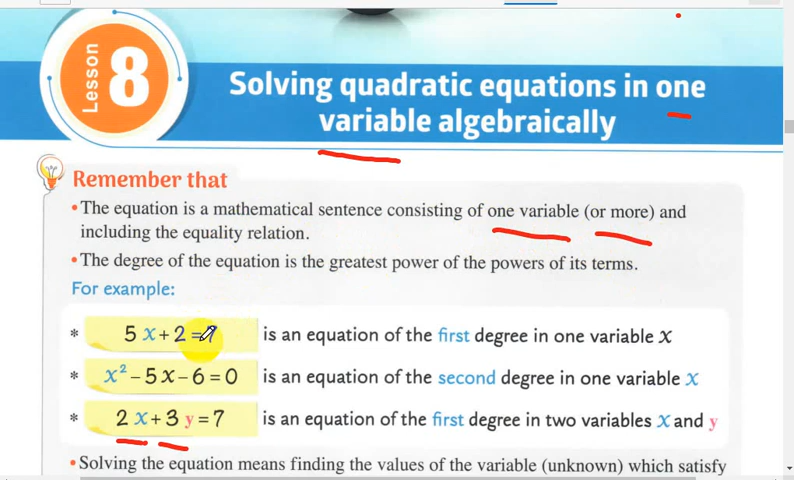 Lesson 8
Solving quadratic equations in one
variable algebraically
Remember that
• The equation is a mathematical sentence consisting of one variable (or more) and
including the equality relation.
• The degree of the equation is the greatest power of the powers of its terms.
For example:
* 5 x + 2 = is an equation of the first degree in one variable x
* x² – 5 x – 6 = 0 is an equation of the second degree in one variable x
* 2 x + 3 y = 7 is an equation of the first degree in two variables x and y
• Solving the equation means finding the values of the variable (unknown) which satisfy